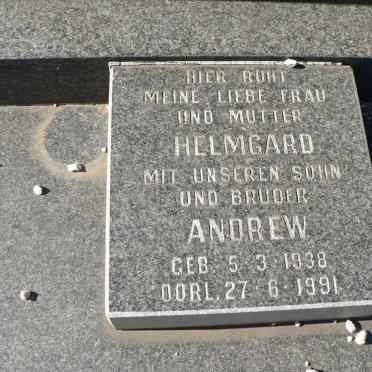 HIER RUHT
MEINE LIEBE FRAU
UND MUTTER
HELMGARD
MIT UNSEREN SOHN
UND BRUDER
ANDREW
GEB. 5. 3. 1938
OORL. 27. 6. 1991